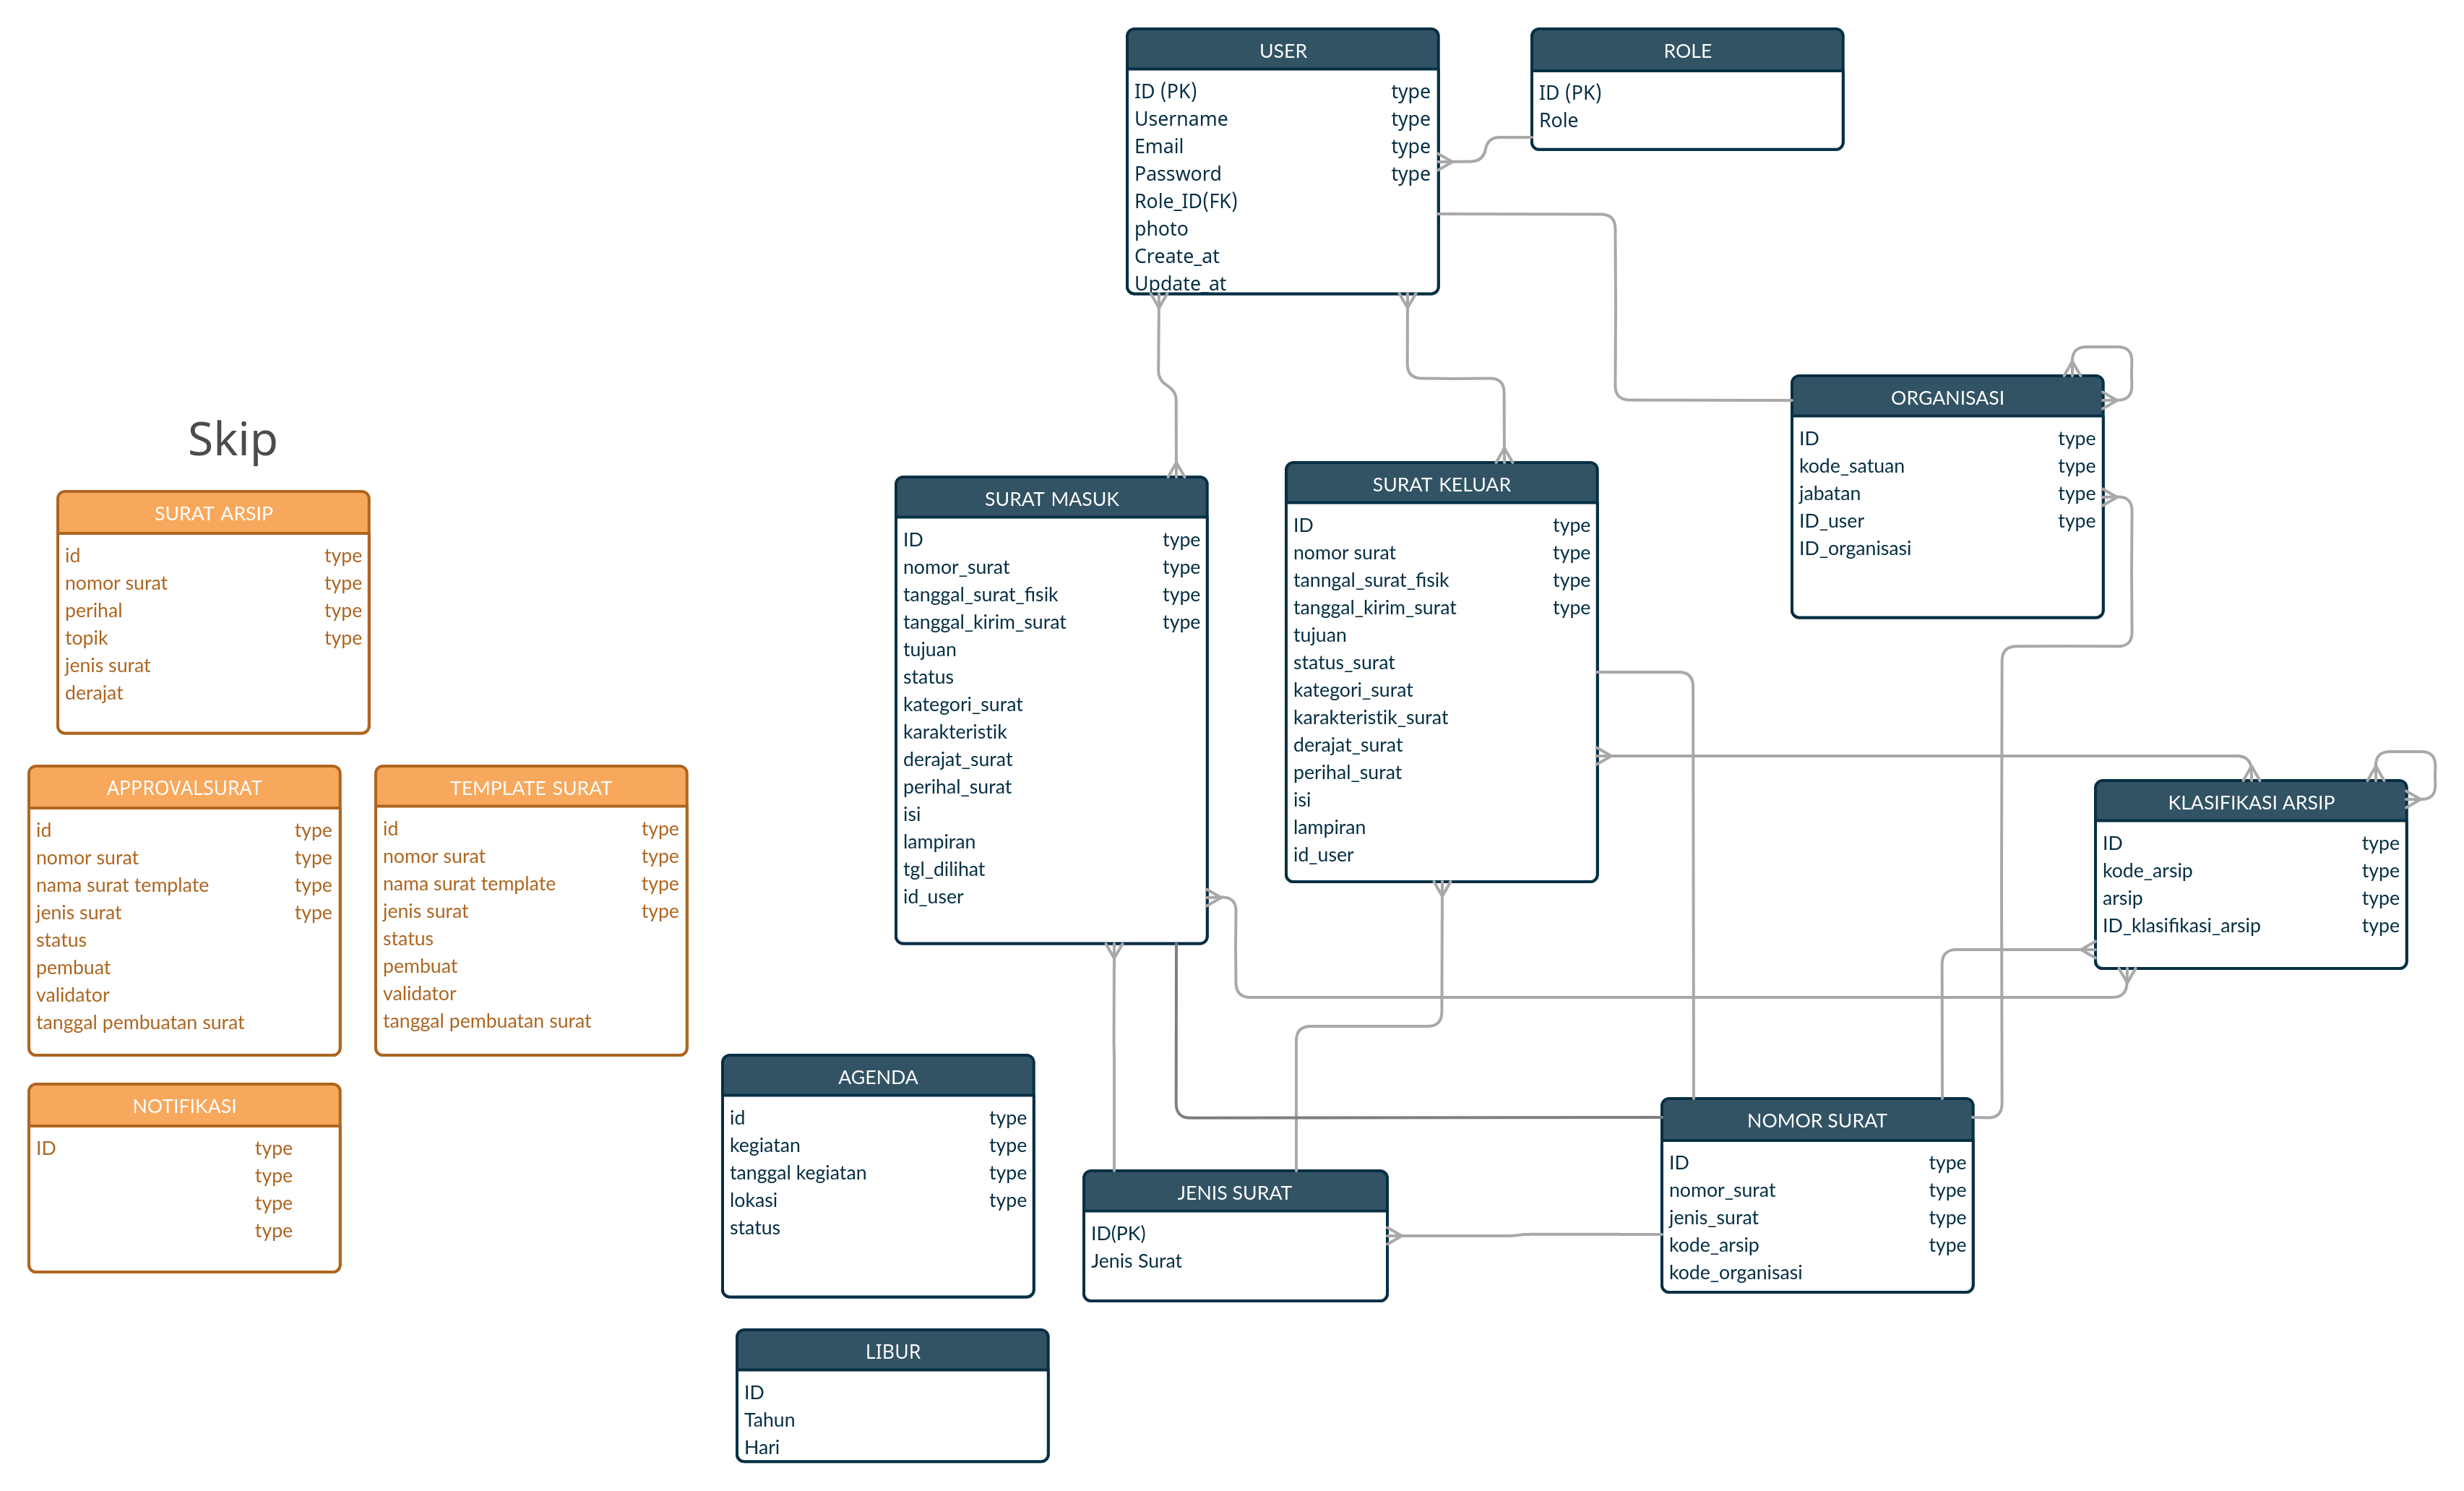 USER
ID (PK) type
Username type
Email type
Password type
Role_ID(FK)
photo
Create_at
Update_at
ROLE
ID (PK)
Role
ORGANISASI
ID type
kode_satuan type
jabatan type
ID_user type
ID_organisasi
Skip
SURAT ARSIP
id type
nomor surat type
perihal type
topik type
jenis surat
derajat
SURAT MASUK
ID type
nomor_surat type
tanggal_surat_fisik type
tanggal_kirim_surat type
tujuan
status
kategori_surat
karakteristik
derajat_surat
perihal_surat
isi
lampiran
tgl_dilihat
id_user
SURAT KELUAR
ID type
nomor surat type
tanngal_surat_fisik type
tanggal_kirim_surat type
tujuan
status_surat
kategori_surat
karakteristik_surat
derajat_surat
perihal_surat
isi
lampiran
id_user
APPROVALSURAT
id type
nomor surat type
nama surat template type
jenis surat type
status
pembuat
validator
tanggal pembuatan surat
TEMPLATE SURAT
id type
nomor surat type
nama surat template type
jenis surat type
status
pembuat
validator
tanggal pembuatan surat
KLASIFIKASI ARSIP
ID type
kode_arsip type
arsip type
ID_klasifikasi_arsip type
NOTIFIKASI
ID type
type
type
type
AGENDA
id type
kegiatan type
tanggal kegiatan type
lokasi type
status
JENIS SURAT
ID(PK)
Jenis Surat
NOMOR SURAT
ID type
nomor_surat type
jenis_surat type
kode_arsip type
kode_organisasi
LIBUR
ID
Tahun
Hari